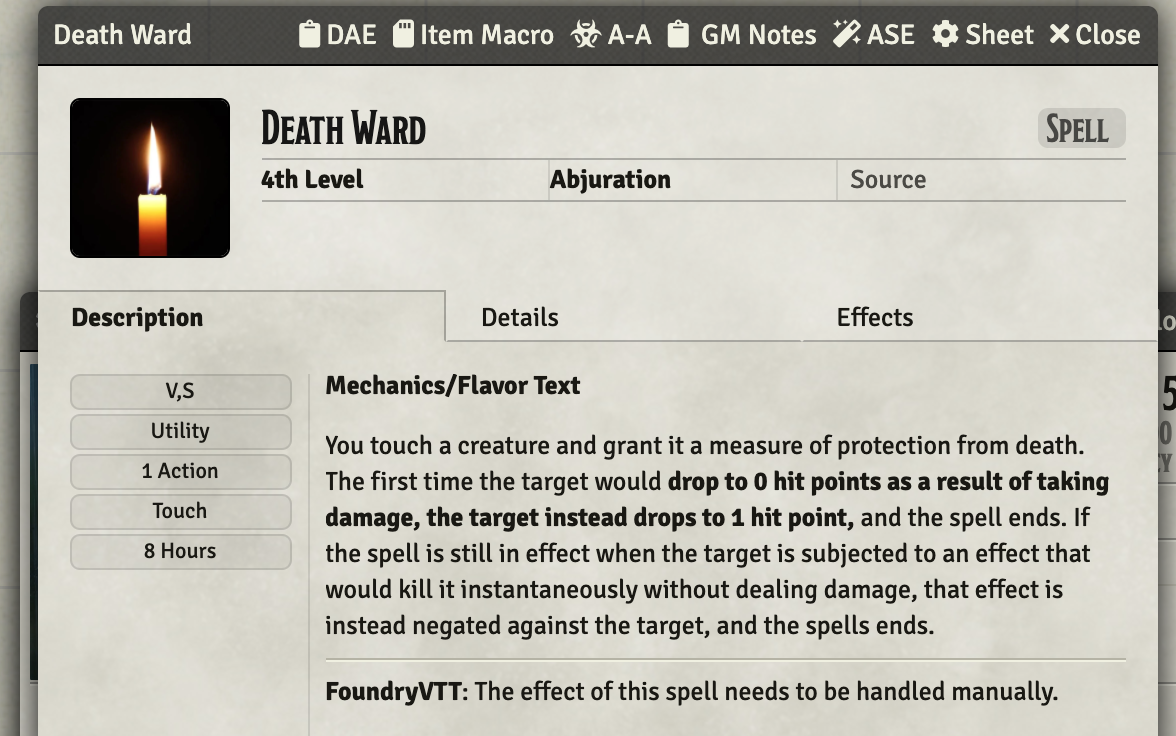 Death Ward DAE Item Macro A-A GM Notes ASE Sheet Close
Death Ward Spell
4th Level Abjuration Source
Description Details Effects
V,S
Utility
1 Action
Touch
8 Hours
Mechanics/Flavor Text
You touch a creature and grant it a measure of protection from death.
The first time the target would drop to 0 hit points as a result of taking
damage, the target instead drops to 1 hit point, and the spell ends. If
the spell is still in effect when the target is subjected to an effect that
would kill it instantaneously without dealing damage, that effect is
instead negated against the target, and the spells ends.
FoundryVTT: The effect of this spell needs to be handled manually.